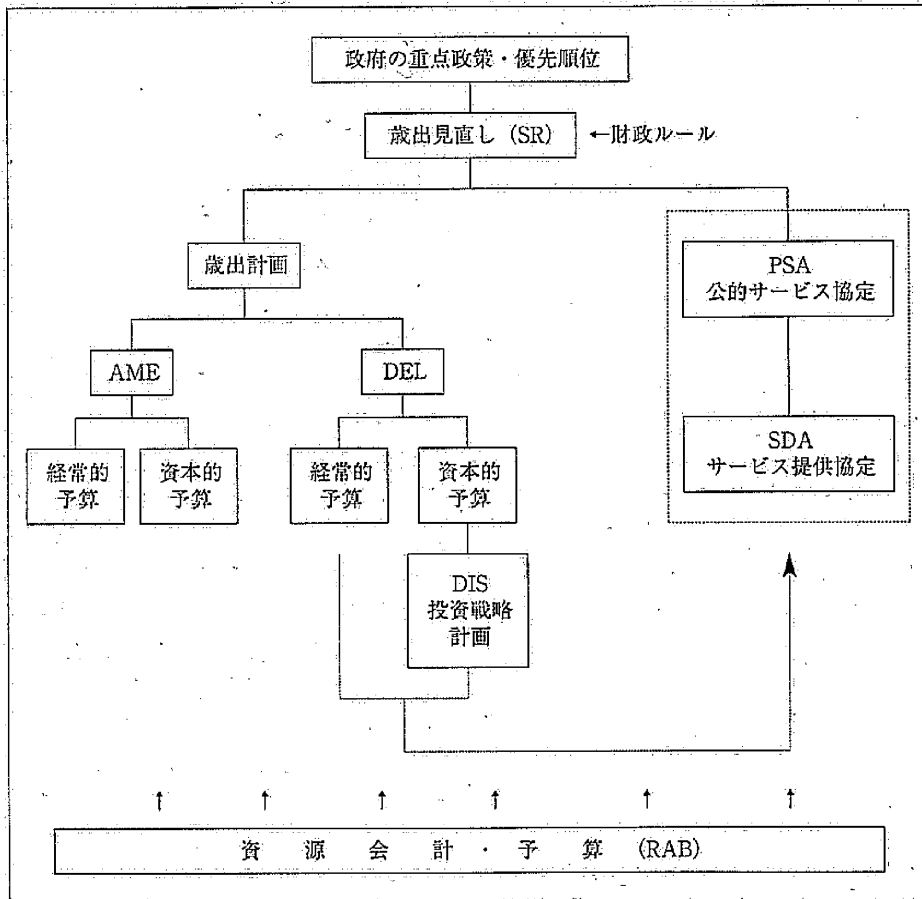 政府の重点政策・優先順位
歳出見直し (SR) ←財政ルール
歳出計画
PSA
公的サービス協定
AME
DEL
SDA
サービス提供協定
経常的
予算
資本的
予算
経常的
予算
資本的
予算
DIS
投資戦略
計画
資源会計・予算 (RAB)